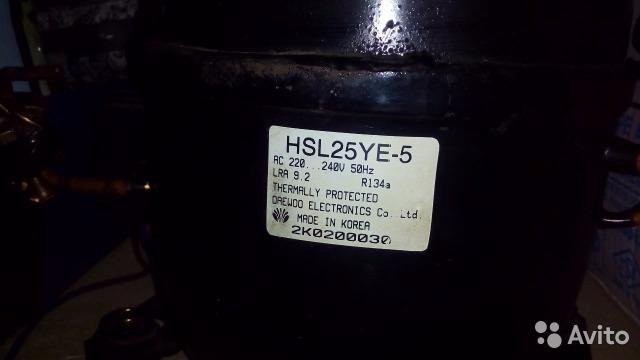 HSL25YE-5
AC 220...240V 50Hz
LRA 9.2 R134a
THERMALLY PROTECTED
DAEWOO ELECTRONICS Co. Ltd.
MADE IN KOREA
2K0200030
Avito